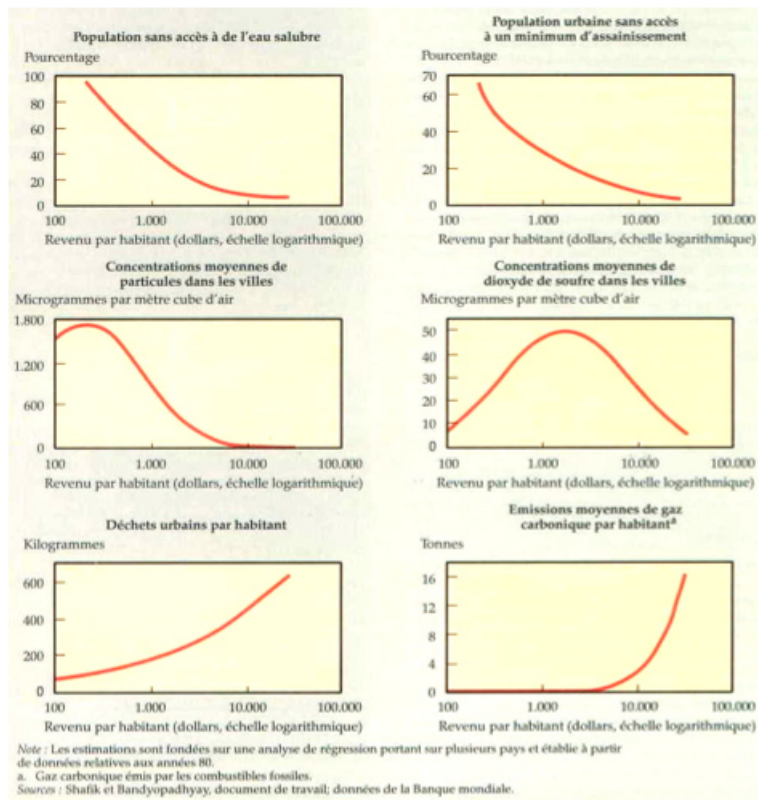 Population sans accès à de l'eau salubre
Pourcentage
100
80
60
40
20
0
100 1.000 10.000 100.000
Revenu par habitant (dollars, échelle logarithmique)
Population urbaine sans accès
à un minimum d'assainissement
Pourcentage
70
60
40
20
0
100 1.000 10.000 100.000
Revenu par habitant (dollars, échelle logarithmique)
Concentrations moyennes de
particules dans les villes
Microgrammes par mètre cube d'air
1.800
1.200
600
0
100 1.000 10.000 100.000
Revenu par habitant (dollars, échelle logarithmique)
Concentrations moyennes de
dioxyde de soufre dans les villes
Microgrammes par mètre cube d'air
50
40
30
20
10
0
100 1.000 10.000 100.000
Revenu par habitant (dollars, échelle logarithmique)
Déchets urbains par habitant
Kilogrammes
600
400
200
0
100 1.000 10.000 100.000
Revenu par habitant (dollars, échelle logarithmique)
Emissions moyennes de gaz
carbonique par habitantª
Tonnes
16
12
8
4
0
100 1.000 10.000 100.000
Revenu par habitant (dollars, échelle logarithmique)
Note : Les estimations sont fondées sur une analyse de régression portant sur plusieurs pays et établie à partir
de données relatives aux années 80.
a. Gaz carbonique émis par les combustibles fossiles.
Sources : Shafik et Bandyopadhyay, document de travail; données de la Banque mondiale.